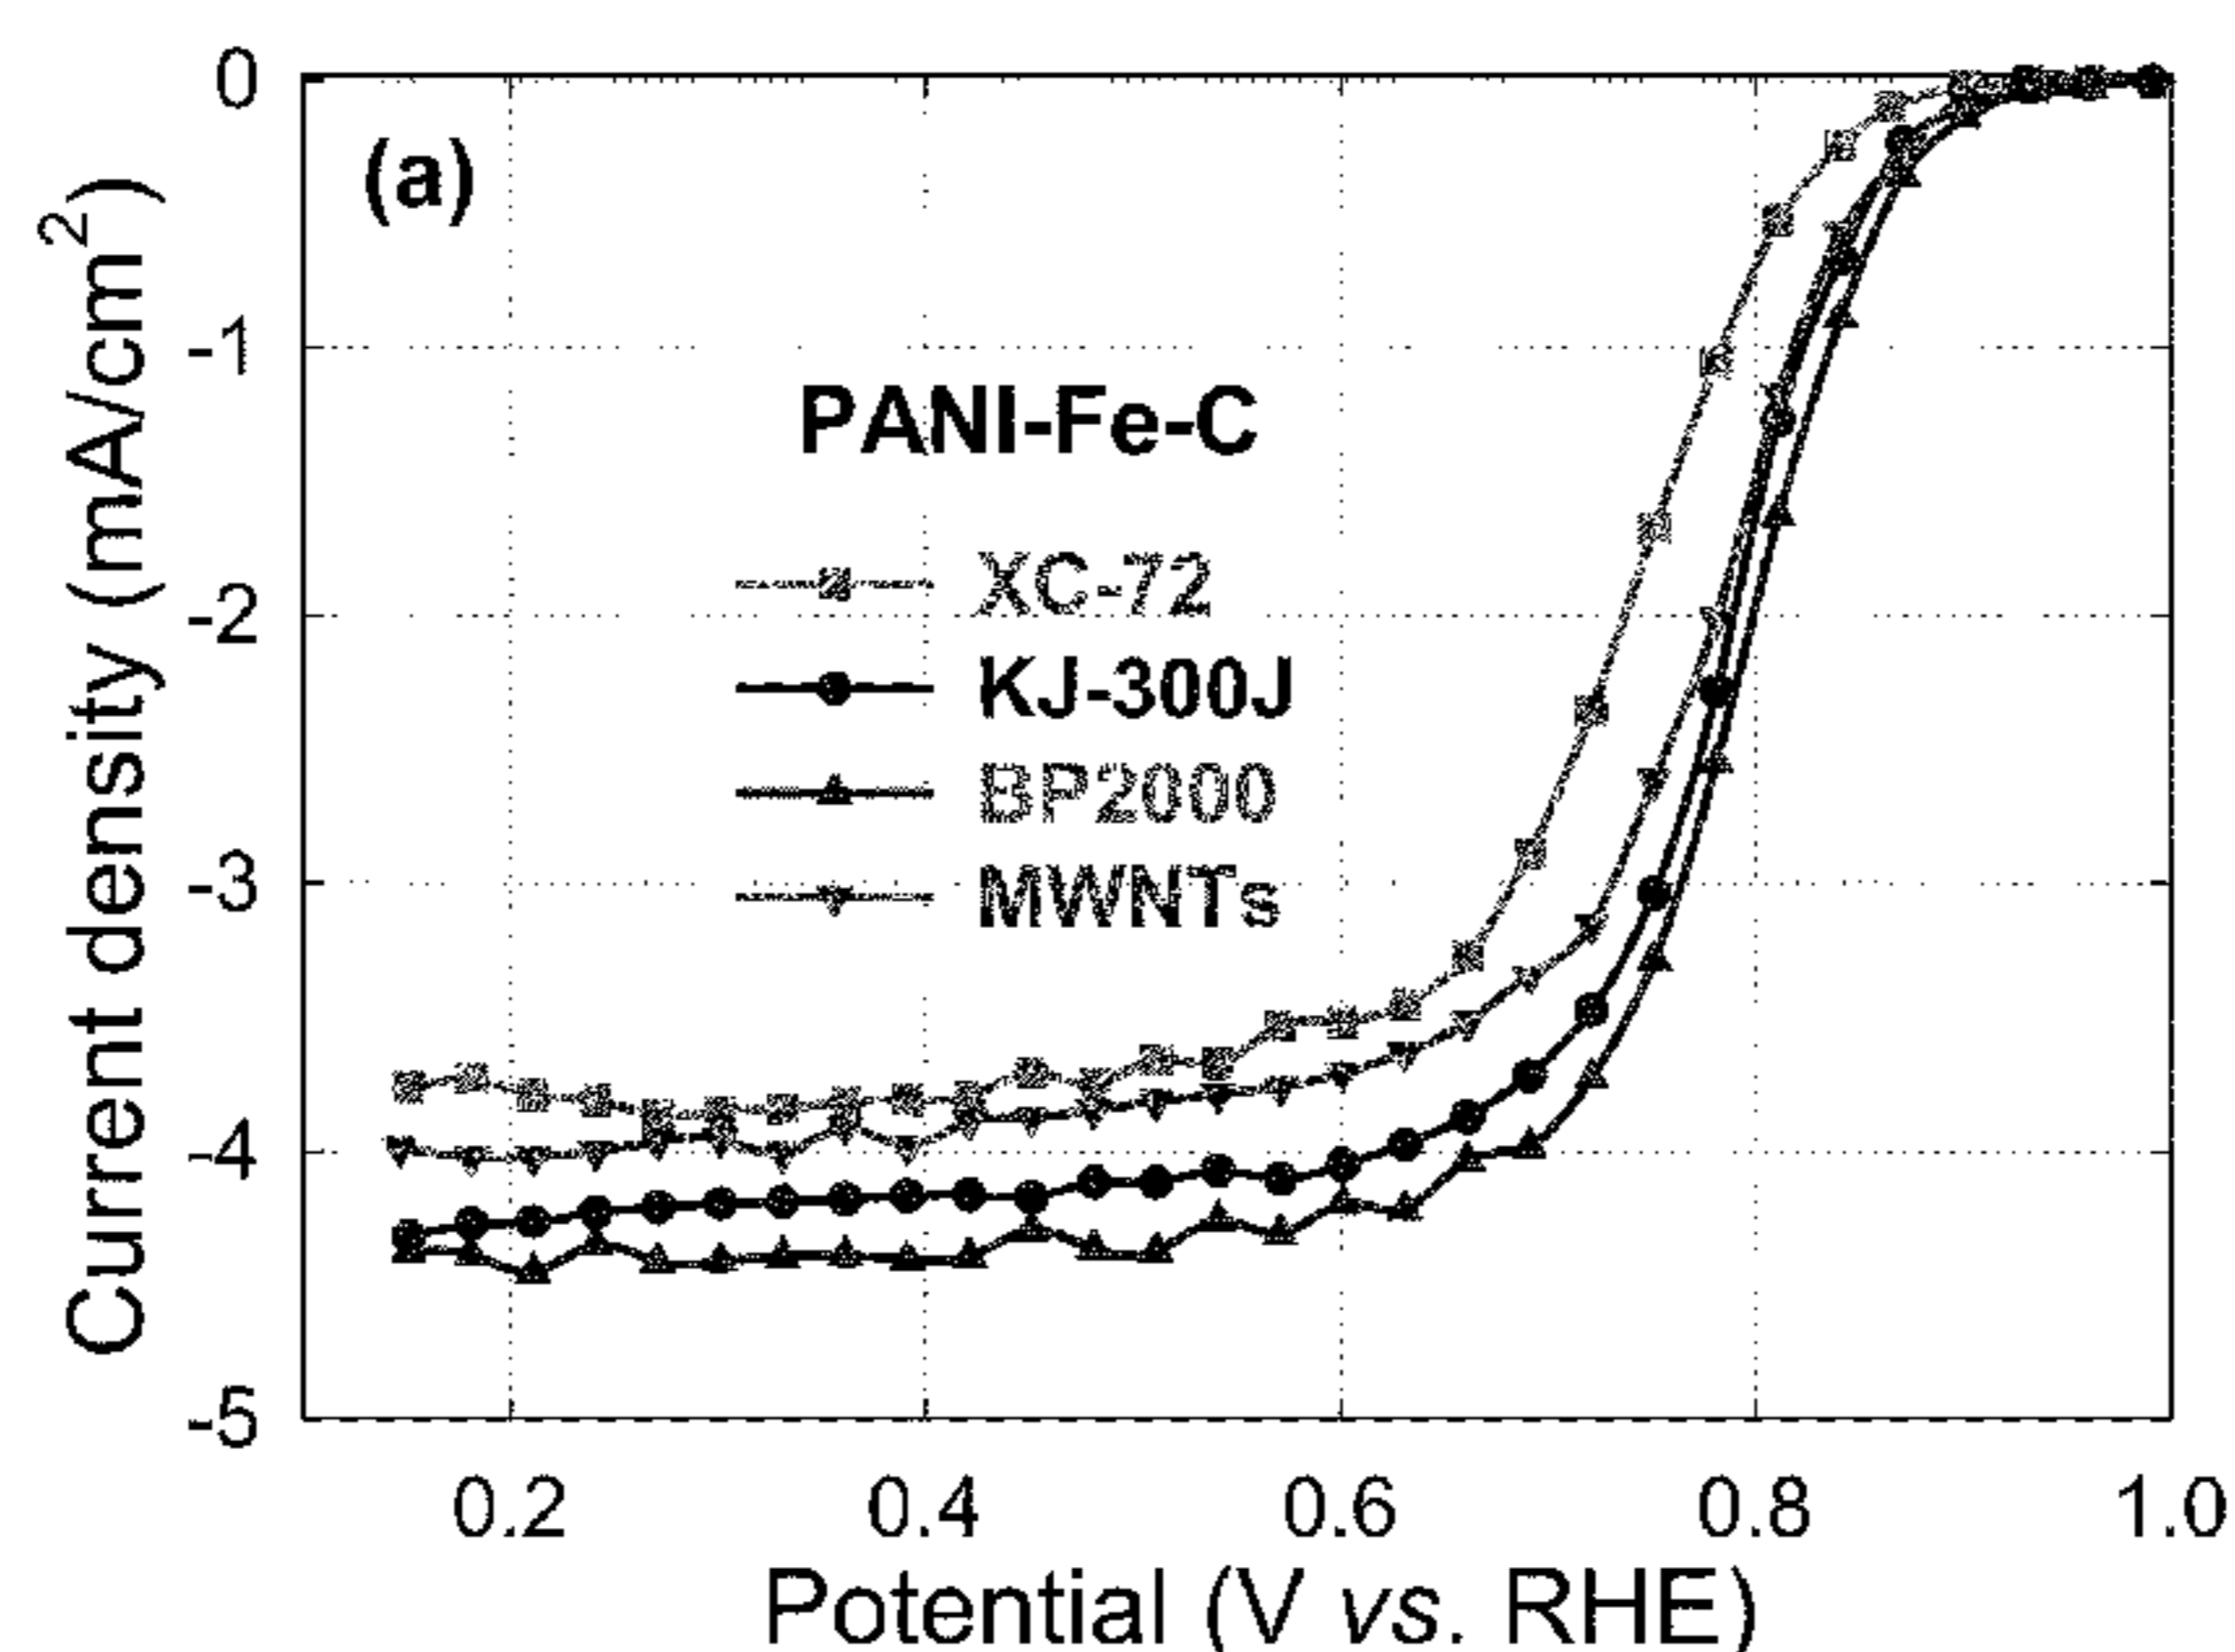 (a)
PANI-Fe-C
XC-72
KJ-300J
BP2000
MWNTs
Current density (mA/cm²)
0
-1
-2
-3
-4
-5
0.2 0.4 0.6 0.8 1.0
Potential (V vs. RHE)